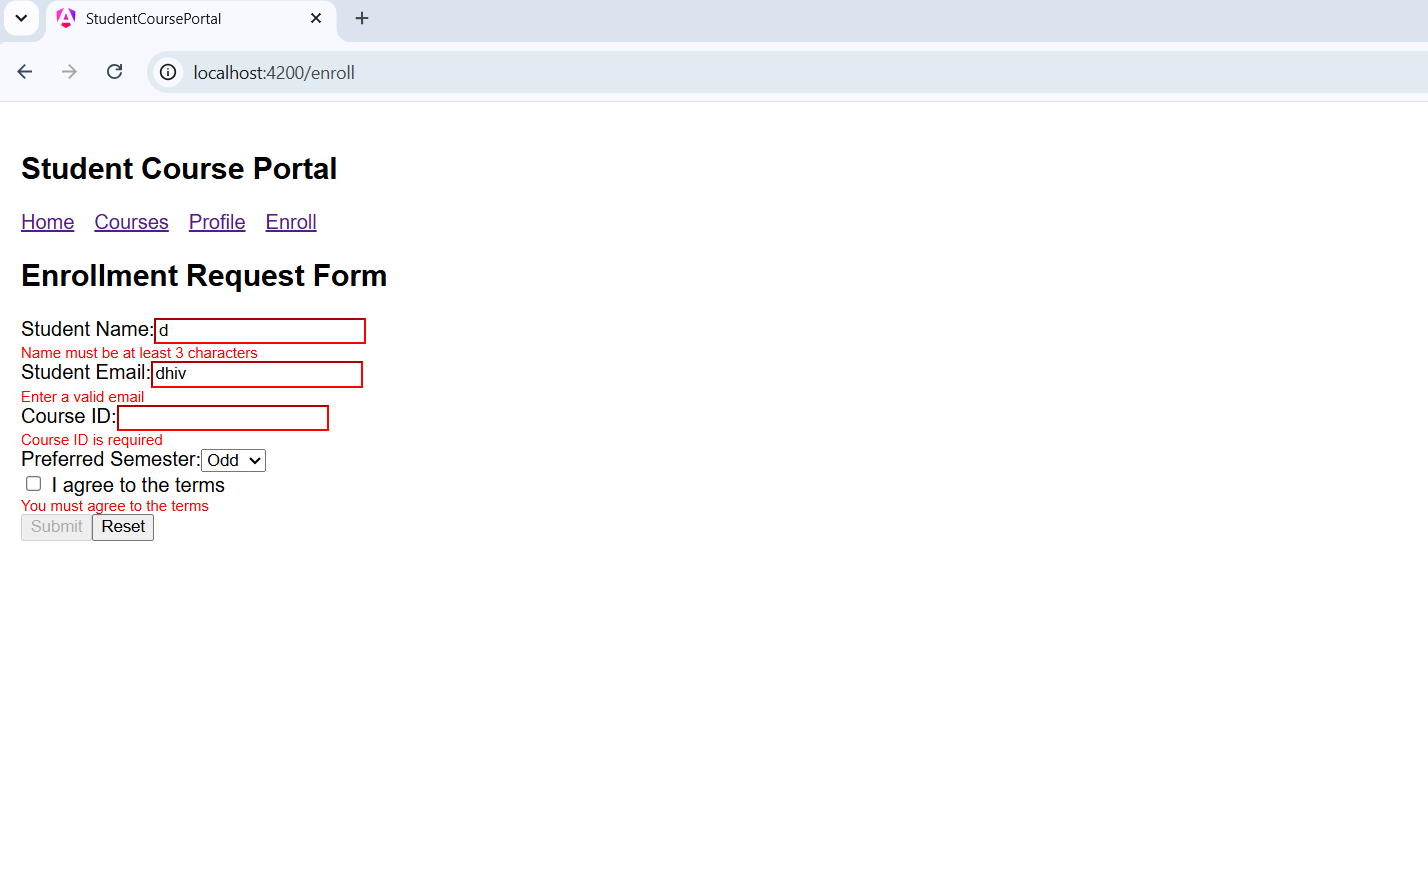 StudentCoursePortal
localhost:4200/enroll
Student Course Portal
Home Courses Profile Enroll
Enrollment Request Form
Student Name: d
Name must be at least 3 characters
Student Email: dhiv
Enter a valid email
Course ID:
Course ID is required
Preferred Semester: Odd
I agree to the terms
You must agree to the terms
Submit Reset